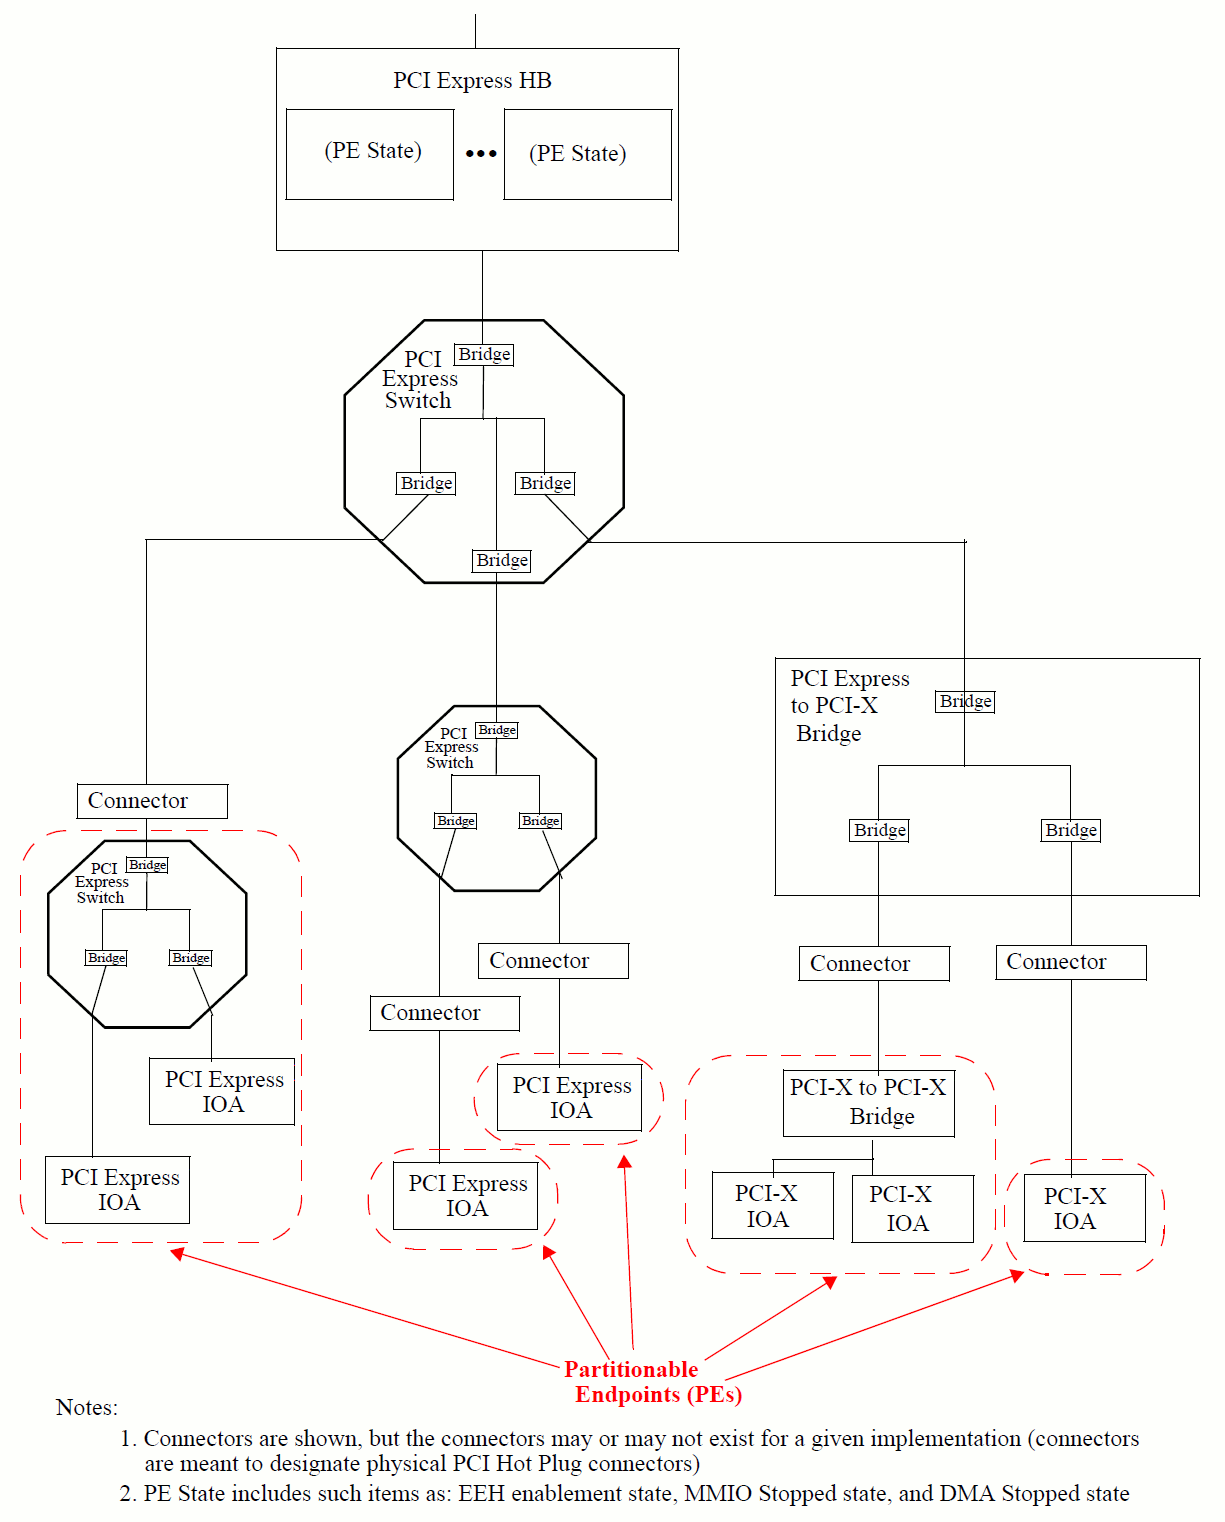 PCI Express HB
(PE State)
•••
(PE State)
PCI
Express
Switch
Bridge
Bridge
Bridge
Bridge
PCI Express
to PCI-X
Bridge
Bridge
Bridge
Bridge
PCI
Express
Switch
Bridge
Bridge
Bridge
Connector
PCI
Express
Switch
Bridge
Bridge
Bridge
Connector
Connector
Connector
Connector
PCI Express
IOA
PCI Express
IOA
PCI Express
IOA
PCI Express
IOA
PCI-X to PCI-X
Bridge
PCI-X
IOA
PCI-X
IOA
PCI-X
IOA
Partitionable
Endpoints (PEs)
Notes:
1. Connectors are shown, but the connectors may or may not exist for a given implementation (connectors
are meant to designate physical PCI Hot Plug connectors)
2. PE State includes such items as: EEH enablement state, MMIO Stopped state, and DMA Stopped state